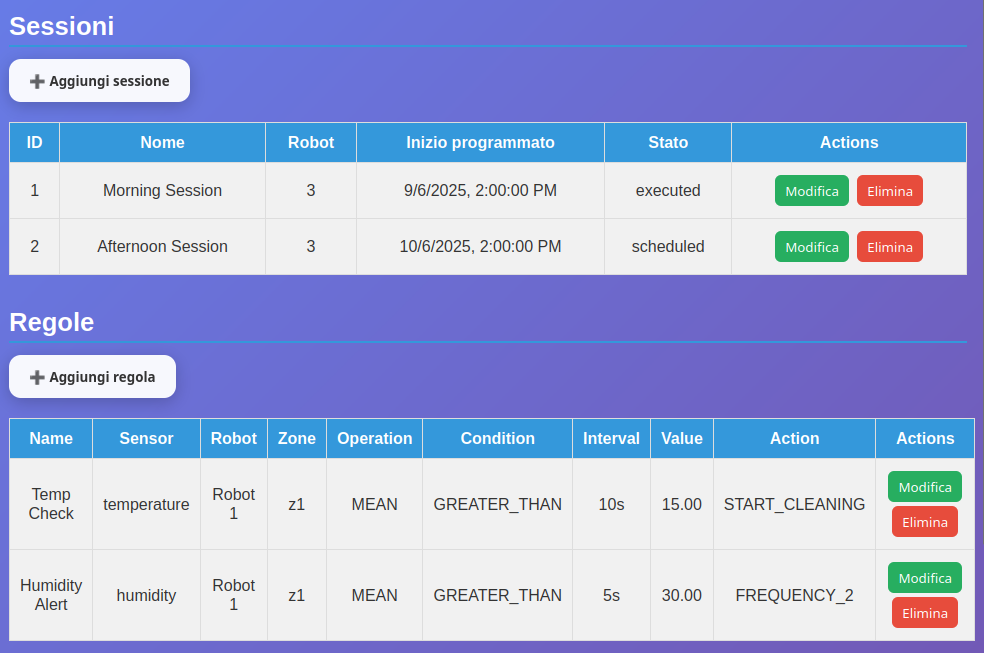 Sessioni
➕ Aggiungi sessione
ID Nome Robot Inizio programmato Stato Actions
1 Morning Session 3 9/6/2025, 2:00:00 PM executed Modifica Elimina
2 Afternoon Session 3 10/6/2025, 2:00:00 PM scheduled Modifica Elimina
Regole
➕ Aggiungi regola
Name Sensor Robot Zone Operation Condition Interval Value Action Actions
Temp Check temperature Robot 1 z1 MEAN GREATER_THAN 10s 15.00 START_CLEANING Modifica Elimina
Humidity Alert humidity Robot 1 z1 MEAN GREATER_THAN 5s 30.00 FREQUENCY_2 Modifica Elimina